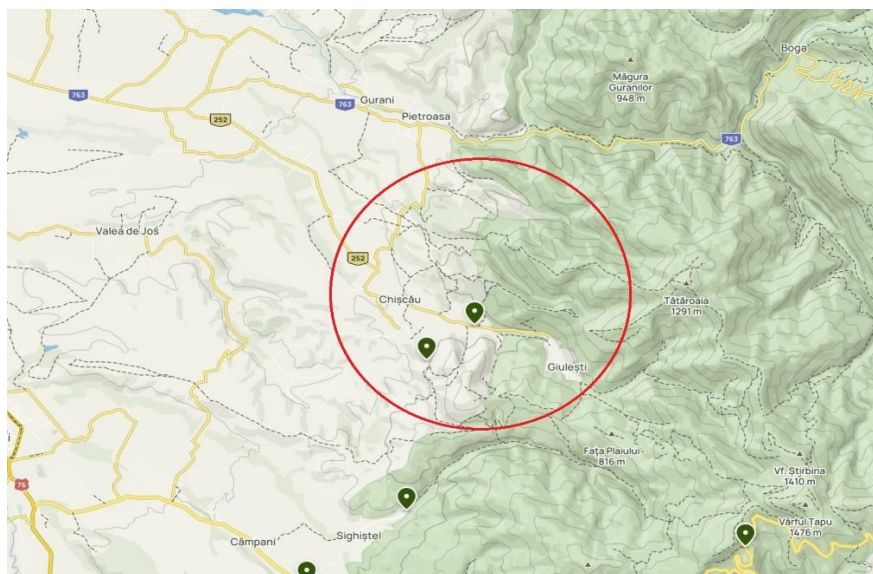 Boga
Măgura
Guranilor
948 m
763
Gurani
763
Pietroasa
252
763
Valea de Jos
252
Chișcău
Tătăroaia
1291 m
Giulești
Fața Plaiului
816 m
Vf. Știrbina
1410 m
76
Sighiștel
Câmpani
Vârful Țapu
1476 m